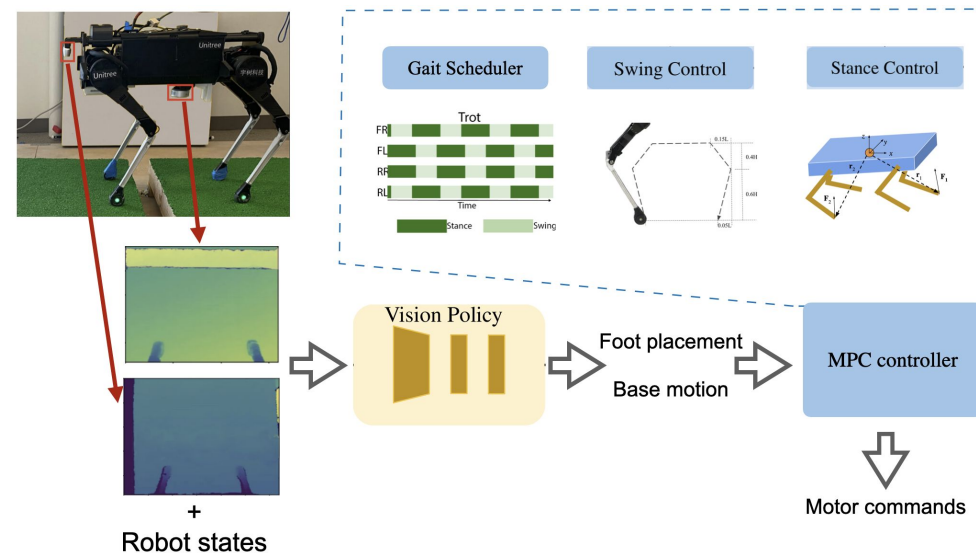 Unitree
Unitree
宇树科技
Gait Scheduler
Swing Control
Stance Control
Trot
FR
FL
RR
RL
Time
Stance
Swing
0.15L
0.4H
0.6H
0.05L
z
y
x
r₂
r₁
F₁
F₂
Vision Policy
Foot placement
Base motion
MPC controller
Motor commands
+
Robot states